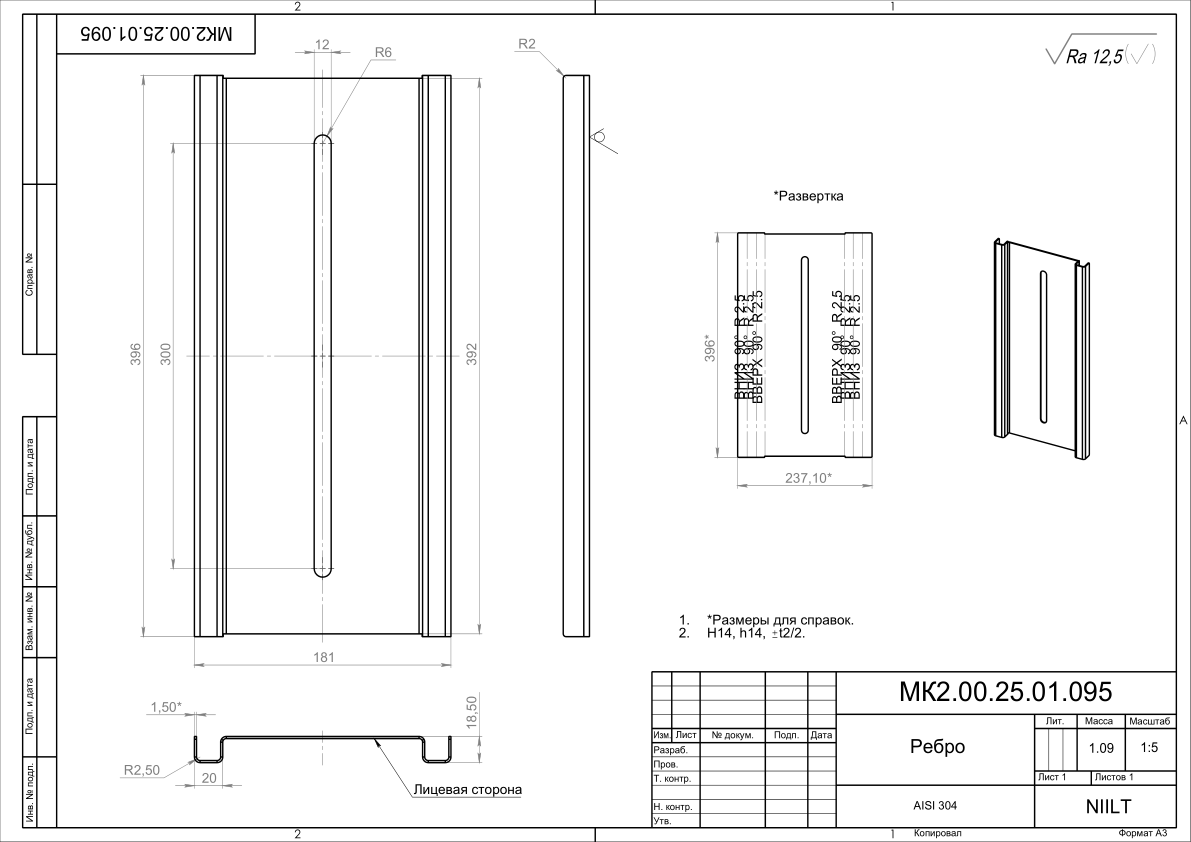 2
1
МК2.00.25.01.095
12
R6
R2
Ra 12,5
396
300
392
181
*Развертка
396*
ВНИЗ 90° R 2.5
ВНИЗ 90° R 2.5
ВВЕРХ 90° R 2.5
ВВЕРХ 90° R 2.5
ВНИЗ 90° R 2.5
ВНИЗ 90° R 2.5
237,10*
A
Справ. №
Подп. и дата
Инв. № дубл.
Взам. инв. №
Подп. и дата
Инв. № подл.
1,50*
18,50
R2,50
20
Лицевая сторона
1. *Размеры для справок.
2. H14, h14, ±t2/2.
МК2.00.25.01.095
Изм. Лист № докум. Подп. Дата
Разраб.
Пров.
Т. контр.
Н. контр.
Утв.
Ребро
Лит. Масса Масштаб
1.09 1:5
Лист 1 Листов 1
AISI 304
NIILT
2
1
Копировал
Формат А3